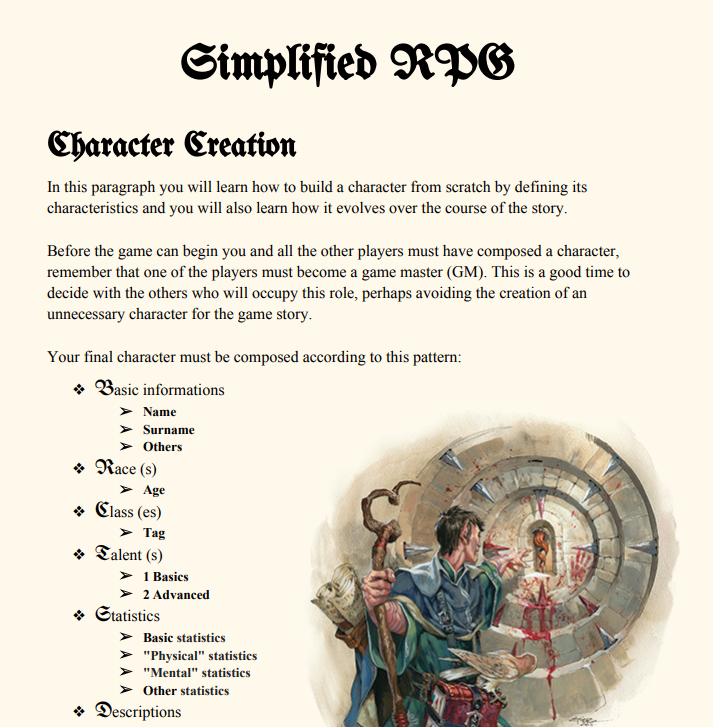 Simplified RPG
Character Creation
In this paragraph you will learn how to build a character from scratch by defining its
characteristics and you will also learn how it evolves over the course of the story.
Before the game can begin you and all the other players must have composed a character,
remember that one of the players must become a game master (GM). This is a good time to
decide with the others who will occupy this role, perhaps avoiding the creation of an
unnecessary character for the game story.
Your final character must be composed according to this pattern:
❖ Basic informations
➢ Name
➢ Surname
➢ Others
❖ Race (s)
➢ Age
❖ Class (es)
➢ Tag
❖ Talent (s)
➢ 1 Basics
➢ 2 Advanced
❖ Statistics
➢ Basic statistics
➢ "Physical" statistics
➢ "Mental" statistics
➢ Other statistics
❖ Descriptions